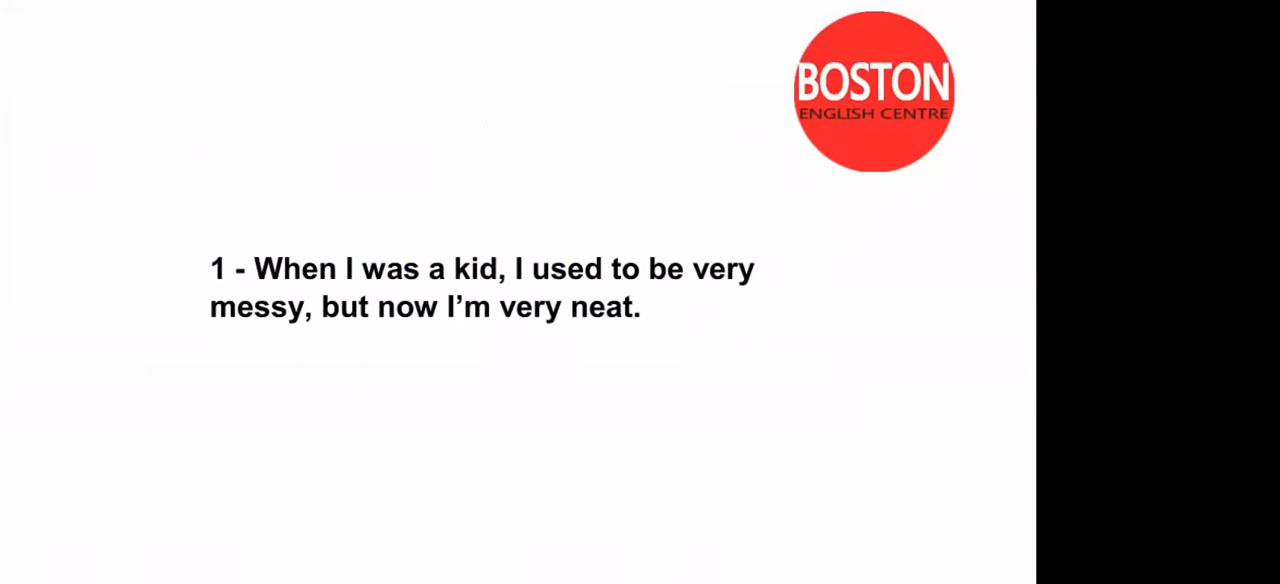 BOSTON
ENGLISH CENTRE
1 - When I was a kid, I used to be very
messy, but now I’m very neat.